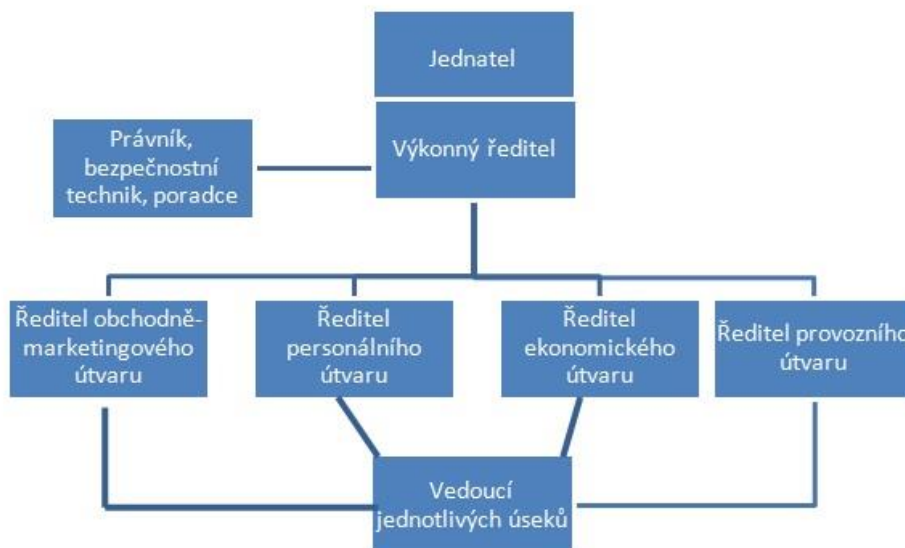 Jednatel
Výkonný ředitel
Právník,
bezpečnostní
technik, poradce
Ředitel obchodně-
marketingového
útvaru
Ředitel
personálního
útvaru
Ředitel
ekonomického
útvaru
Ředitel provozního
útvaru
Vedoucí
jednotlivých úseků